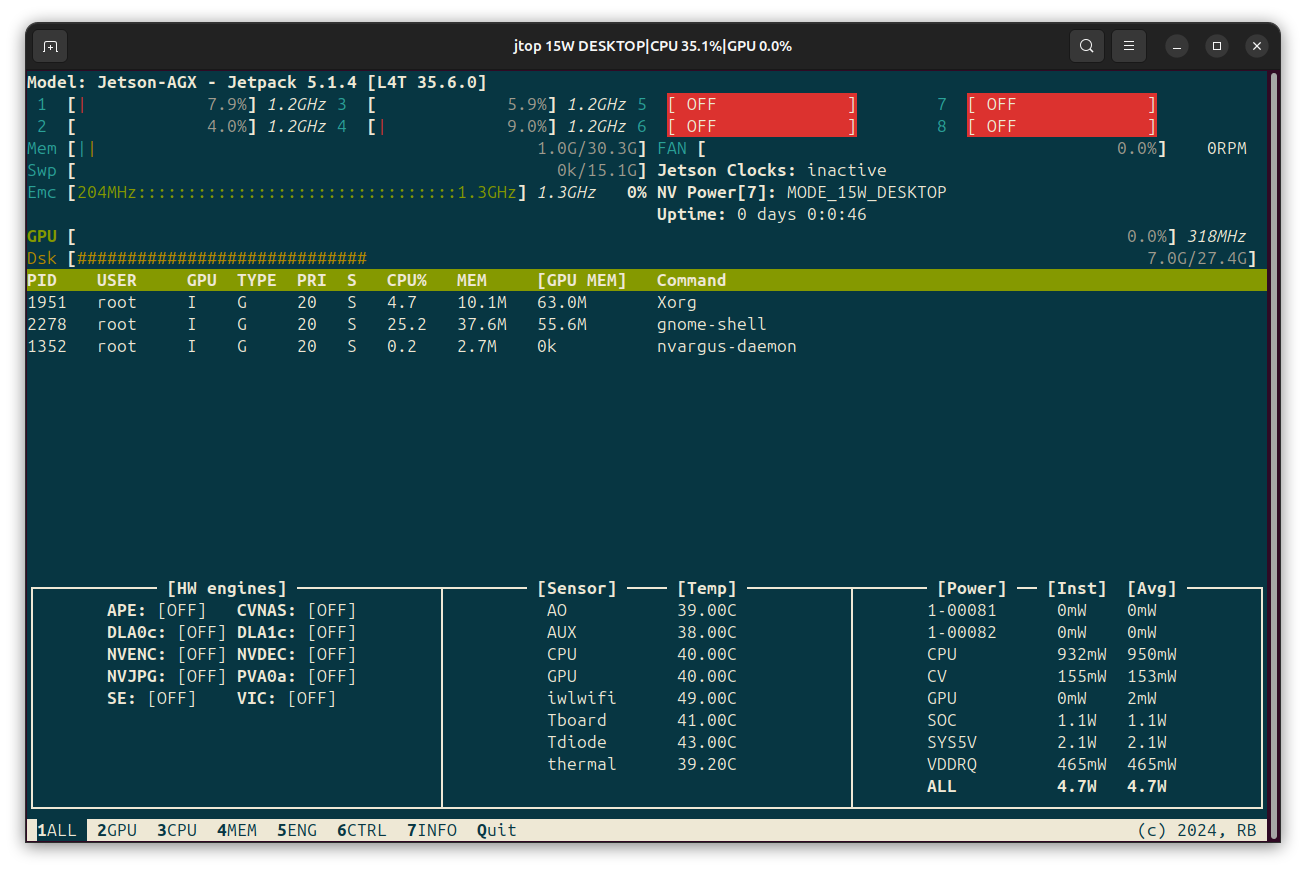 jtop 15W DESKTOP|CPU 35.1%|GPU 0.0%
Model: Jetson-AGX - Jetpack 5.1.4 [L4T 35.6.0]
1 [| 7.9%] 1.2GHz 3 [ 5.9%] 1.2GHz 5 [ OFF ] 7 [ OFF ]
2 [ 4.0%] 1.2GHz 4 [| 9.0%] 1.2GHz 6 [ OFF ] 8 [ OFF ]
Mem [|| 1.0G/30.3G] FAN [ 0.0%] 0RPM
Swp [ 0k/15.1G] Jetson Clocks: inactive
Emc [204MHz::::::::::::::::::::::::::::::::1.3GHz] 1.3GHz 0% NV Power[7]: MODE_15W_DESKTOP
Uptime: 0 days 0:0:46
GPU [ 0.0%] 318MHz
Dsk [############################# 7.0G/27.4G]
PID USER GPU TYPE PRI S CPU% MEM [GPU MEM] Command
1951 root I G 20 S 4.7 10.1M 63.0M Xorg
2278 root I G 20 S 25.2 37.6M 55.6M gnome-shell
1352 root I G 20 S 0.2 2.7M 0k nvargus-daemon
[HW engines] [Sensor] [Temp] [Power] [Inst] [Avg]
APE: [OFF] CVNAS: [OFF] AO 39.00C 1-00081 0mW 0mW
DLA0c: [OFF] DLA1c: [OFF] AUX 38.00C 1-00082 0mW 0mW
NVENC: [OFF] NVDEC: [OFF] CPU 40.00C CPU 932mW 950mW
NVJPG: [OFF] PVA0a: [OFF] GPU 40.00C CV 155mW 153mW
SE: [OFF] VIC: [OFF] iwlwifi 49.00C GPU 0mW 2mW
Tboard 41.00C SOC 1.1W 1.1W
Tdiode 43.00C SYS5V 2.1W 2.1W
thermal 39.20C VDDRQ 465mW 465mW
ALL 4.7W 4.7W
1ALL 2GPU 3CPU 4MEM 5ENG 6CTRL 7INFO Quit (c) 2024, RB